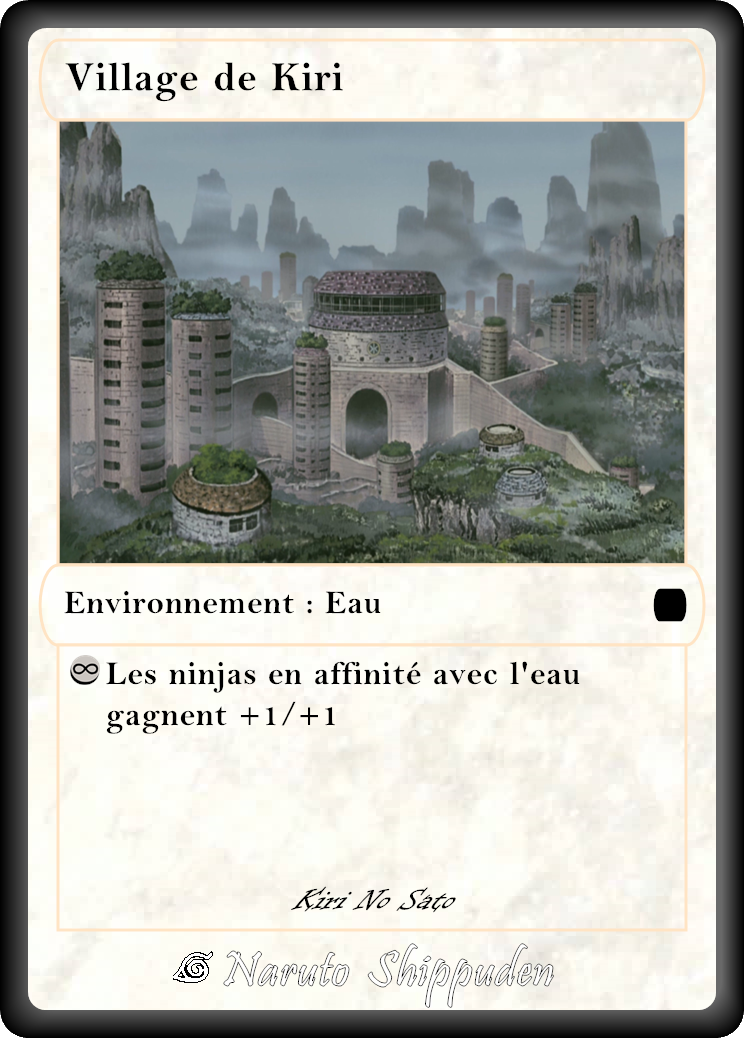 Village de Kiri
Environnement : Eau
∞ Les ninjas en affinité avec l'eau
gagnent +1/+1
Kiri No Sato
Naruto Shippuden